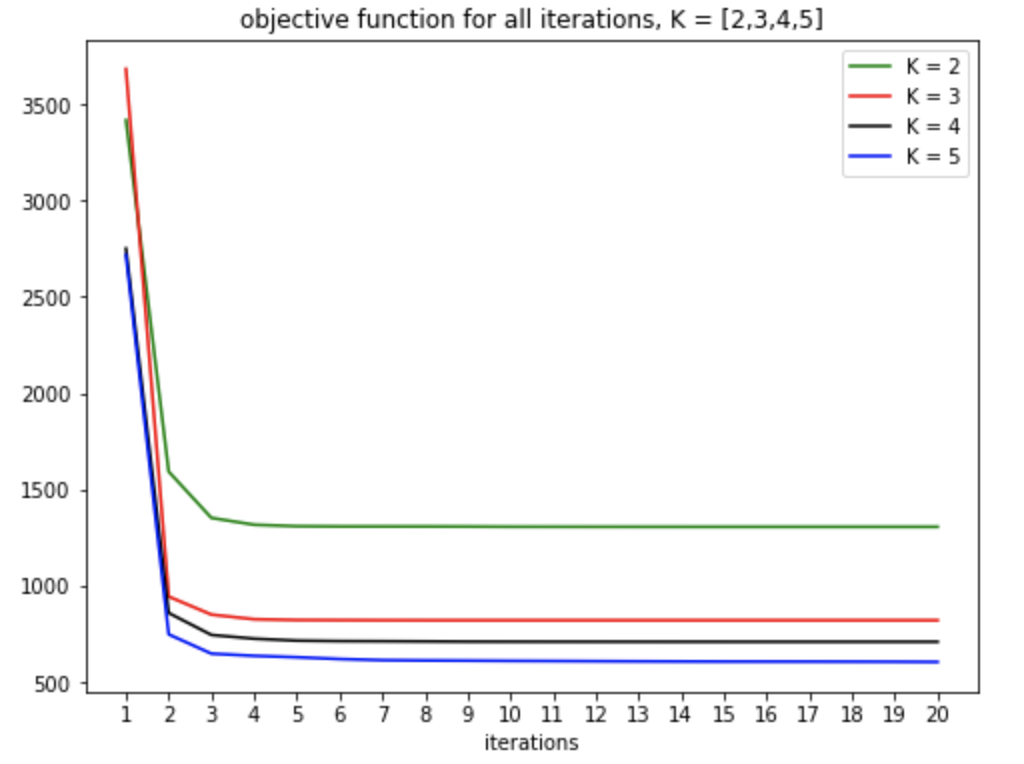 objective function for all iterations, K = [2,3,4,5]
K = 2
K = 3
K = 4
K = 5
3500
3000
2500
2000
1500
1000
500
1 2 3 4 5 6 7 8 9 10 11 12 13 14 15 16 17 18 19 20
iterations